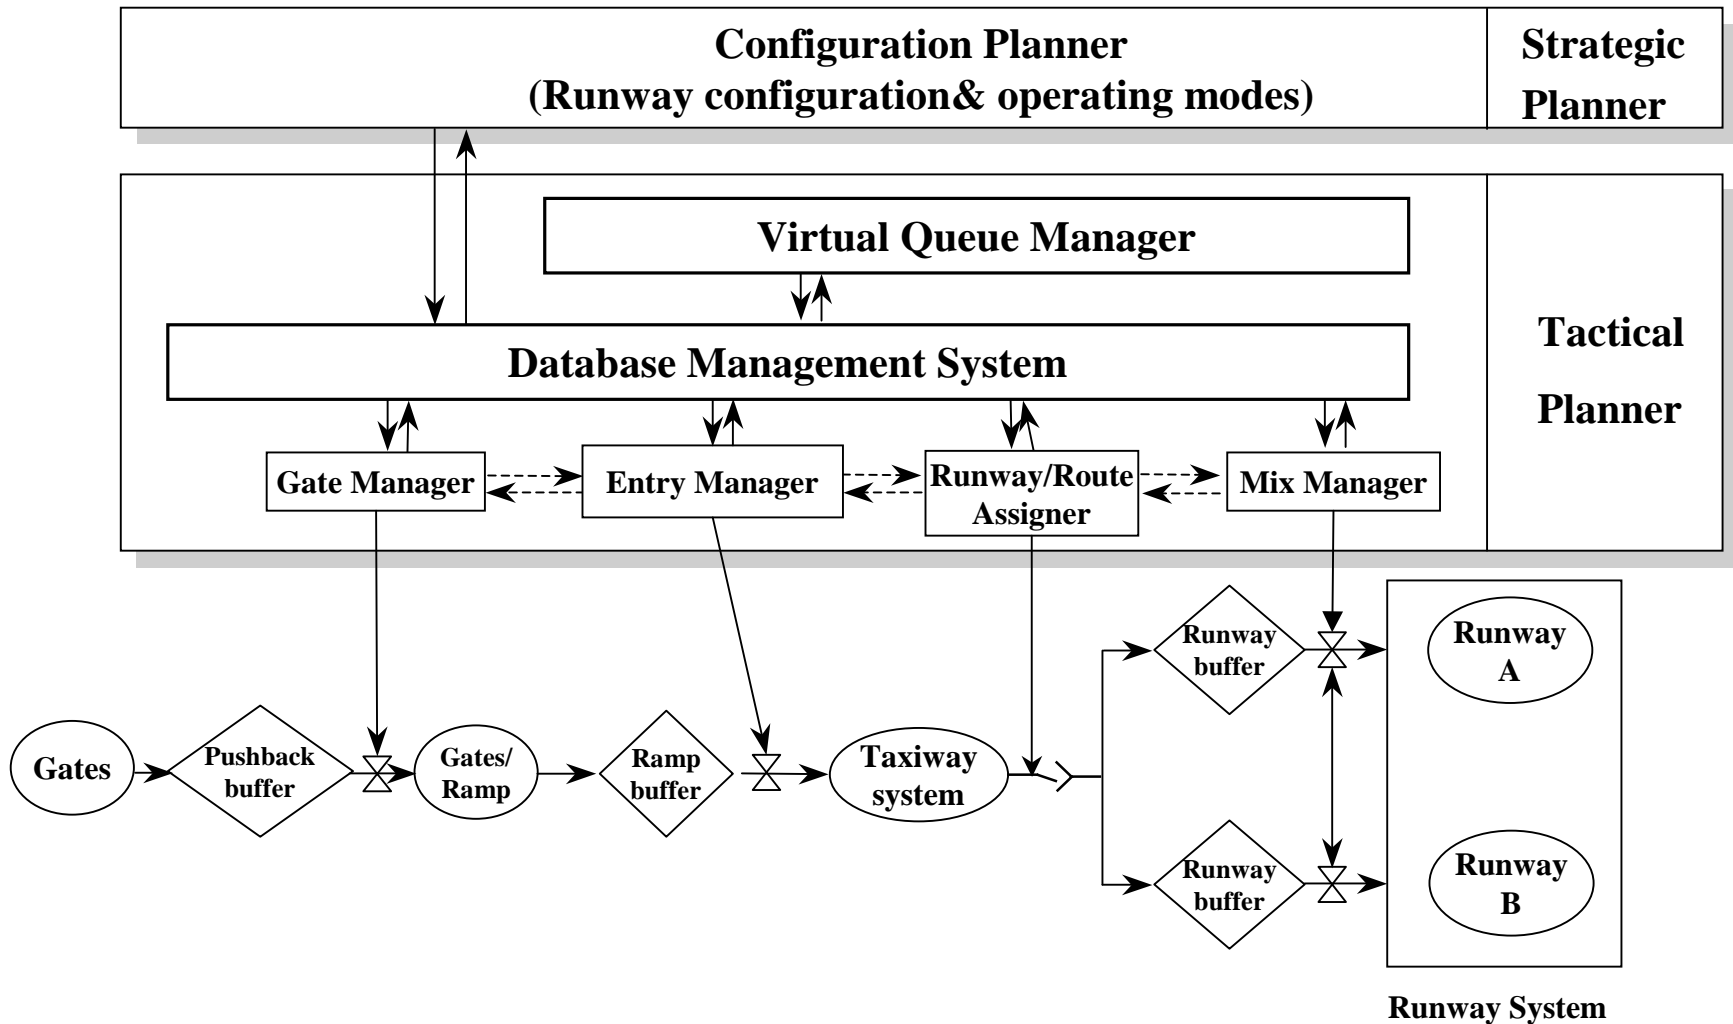 Configuration Planner
(Runway configuration& operating modes)
Strategic
Planner
Virtual Queue Manager
Database Management System
Tactical
Planner
Gate Manager
Entry Manager
Runway/Route
Assigner
Mix Manager
Gates
Pushback
buffer
Gates/
Ramp
Ramp
buffer
Taxiway
system
Runway
buffer
Runway
A
Runway
buffer
Runway
B
Runway System